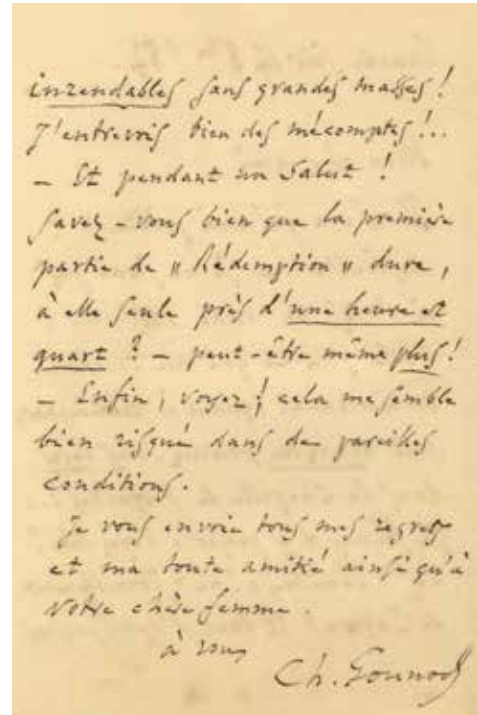 inrendables sans grandes masses!
J'entrevois bien des mécomptes!..
— Et pendant un Salut!
Savez-vous bien que la première
partie de "Rédemption" dure,
à elle seule près d'une heure et
quart? — peut-être même plus!
— Enfin, voyez! cela me semble
bien risqué dans de pareilles
conditions.
Je vous envoie tous mes regrets
et ma toute amitié ainsi qu'à
votre chère femme.
à vous
Ch. Gounod